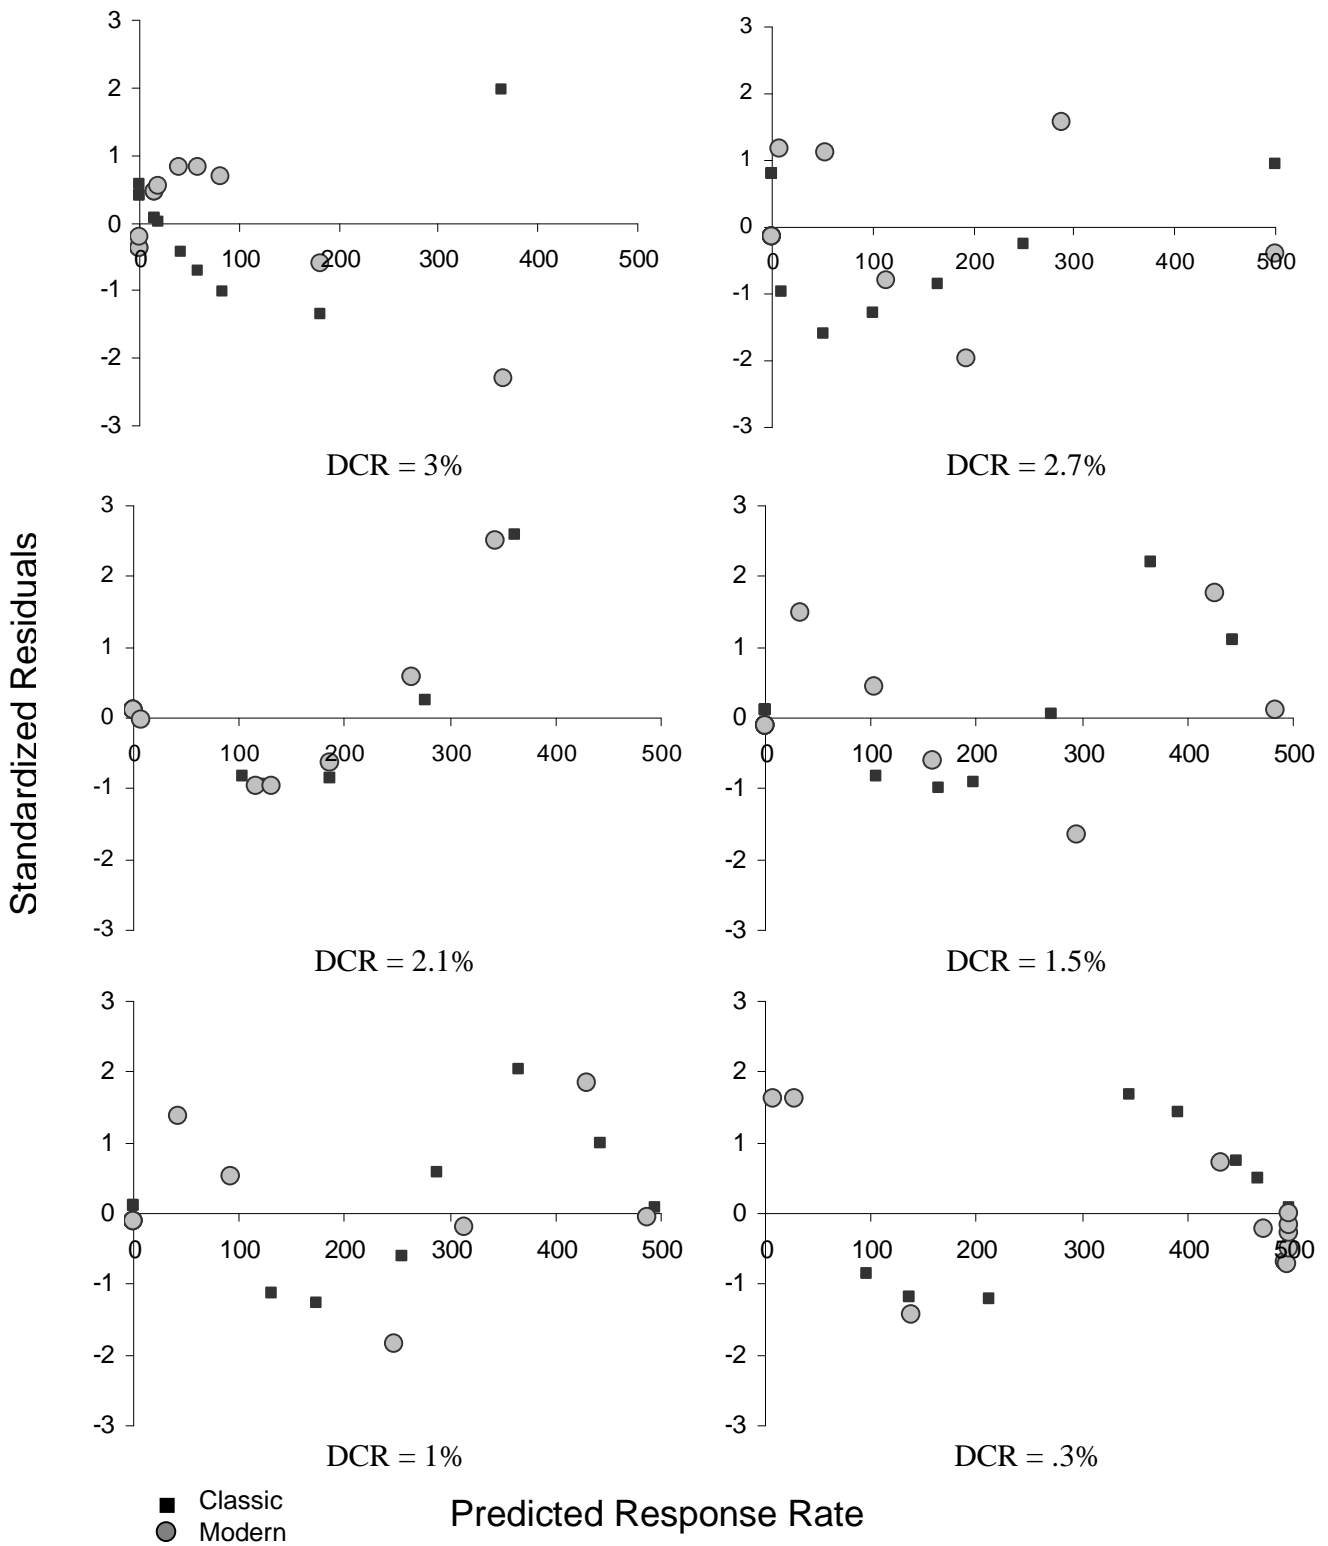 3
2
1
0
-1
-2
-3
0 100 200 300 400 500
DCR = 3%
3
2
1
0
-1
-2
-3
0 100 200 300 400 500
DCR = 2.7%
Standardized Residuals
3
2
1
0
-1
-2
-3
0 100 200 300 400 500
DCR = 2.1%
3
2
1
0
-1
-2
-3
0 100 200 300 400 500
DCR = 1.5%
3
2
1
0
-1
-2
-3
0 100 200 300 400 500
DCR = 1%
3
2
1
0
-1
-2
-3
0 100 200 300 400 500
DCR = .3%
Classic
Modern
Predicted Response Rate